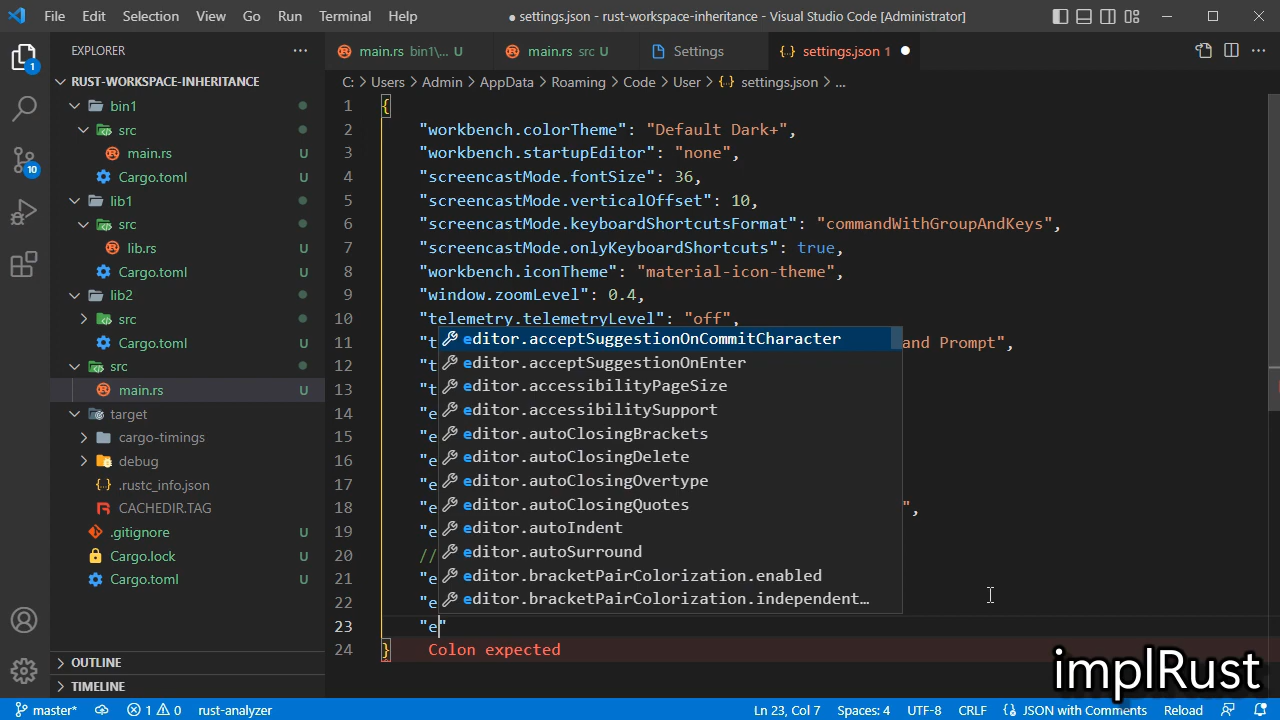 File Edit Selection View Go Run Terminal Help
● settings.json - rust-workspace-inheritance - Visual Studio Code [Administrator]
EXPLORER
main.rs bin1\... U
main.rs src U
Settings
{..} settings.json 1 ●
1
C: > Users > Admin > AppData > Roaming > Code > User > {..} settings.json > ...
RUST-WORKSPACE-INHERITANCE
bin1
src
main.rs U
Cargo.toml U
lib1
src
lib.rs U
Cargo.toml U
lib2
src
Cargo.toml U
src
main.rs U
target
cargo-timings
debug
{..} .rustc_info.json
CACHEDIR.TAG
.gitignore U
Cargo.lock U
Cargo.toml U
OUTLINE
TIMELINE
10
1 {
2 "workbench.colorTheme": "Default Dark+",
3 "workbench.startupEditor": "none",
4 "screencastMode.fontSize": 36,
5 "screencastMode.verticalOffset": 10,
6 "screencastMode.keyboardShortcutsFormat": "commandWithGroupAndKeys",
7 "screencastMode.onlyKeyboardShortcuts": true,
8 "workbench.iconTheme": "material-icon-theme",
9 "window.zoomLevel": 0.4,
10 "telemetry.telemetryLevel": "off",
11 "t and Prompt",
12 "t
13 "t
14 "e
15 "e
16 "e
17 "e
18 "e ",
19 "e
20 //
21 "e
22 "e
23 "e"
24 } Colon expected
editor.acceptSuggestionOnCommitCharacter
editor.acceptSuggestionOnEnter
editor.accessibilityPageSize
editor.accessibilitySupport
editor.autoClosingBrackets
editor.autoClosingDelete
editor.autoClosingOvertype
editor.autoClosingQuotes
editor.autoIndent
editor.autoSurround
editor.bracketPairColorization.enabled
editor.bracketPairColorization.independent…
implRust
master* 1 0 rust-analyzer Ln 23, Col 7 Spaces: 4 UTF-8 CRLF {} JSON with Comments Reload